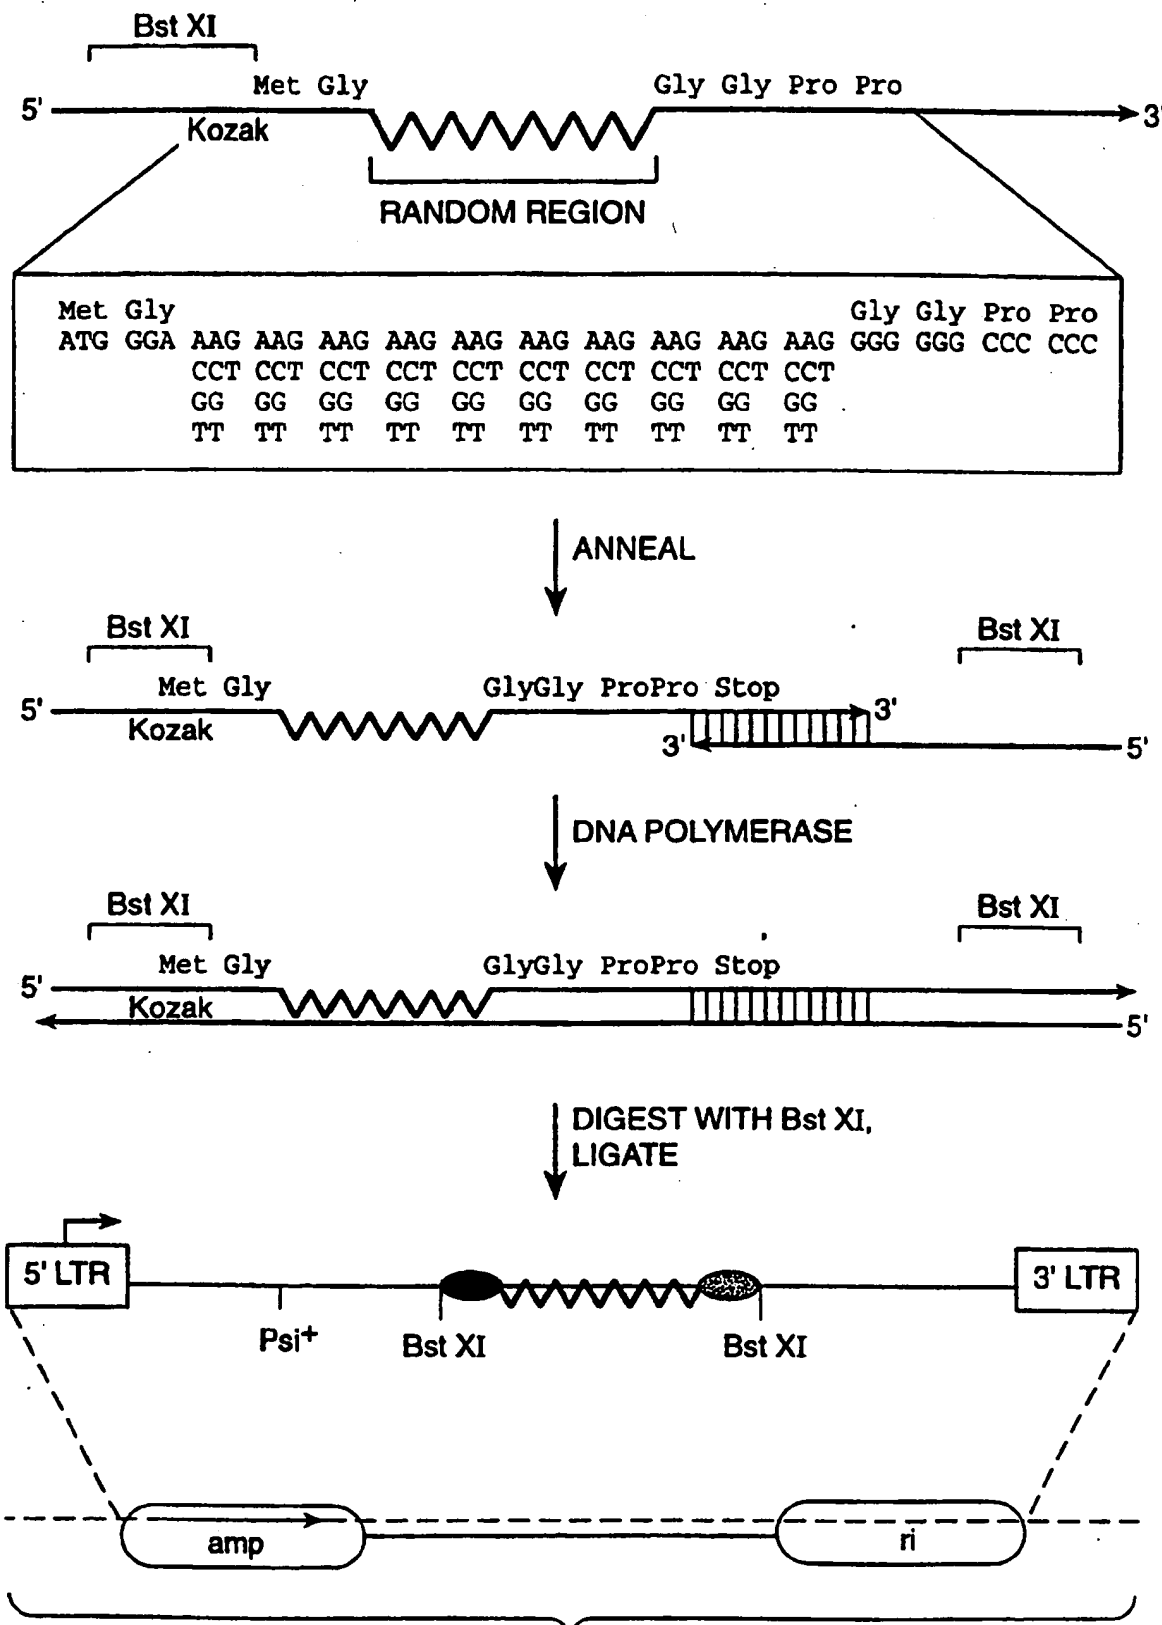 Bst XI
Met Gly Gly Gly Pro Pro
5' 3'
Kozak
RANDOM REGION
Met Gly Gly Gly Pro Pro
ATG GGA AAG AAG AAG AAG AAG AAG AAG AAG AAG AAG GGG GGG CCC CCC
CCT CCT CCT CCT CCT CCT CCT CCT CCT CCT
GG GG GG GG GG GG GG GG GG GG
TT TT TT TT TT TT TT TT TT TT
ANNEAL
Bst XI Bst XI
Met Gly GlyGly ProPro Stop
5' 3'
Kozak
3' 5'
DNA POLYMERASE
Bst XI Bst XI
Met Gly GlyGly ProPro Stop
5'
Kozak
5'
DIGEST WITH Bst XI,
LIGATE
5' LTR 3' LTR
Psi+ Bst XI Bst XI
amp ri